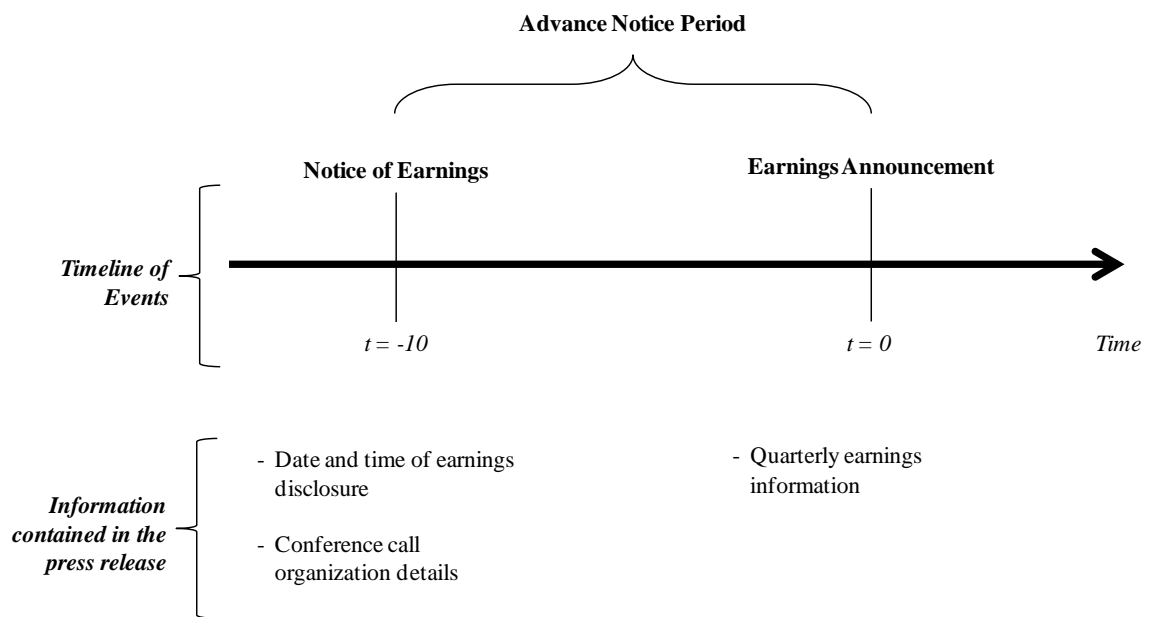 Advance Notice Period
Notice of Earnings
Earnings Announcement
Timeline of
Events
t = -10
t = 0
Time
Information
contained in the
press release
- Date and time of earnings
disclosure
- Conference call
organization details
- Quarterly earnings
information